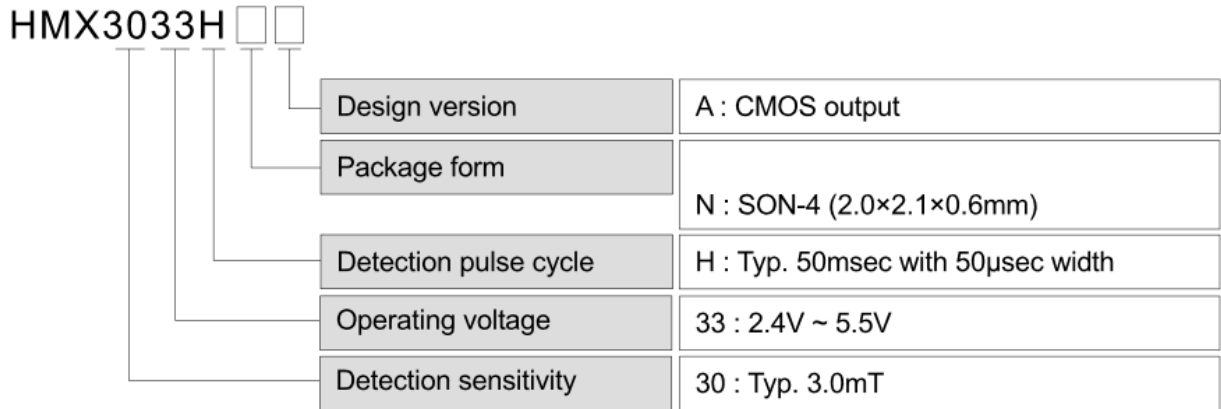 HMX3033H
Design version A : CMOS output
Package form
N : SON-4 (2.0×2.1×0.6mm)
Detection pulse cycle H : Typ. 50msec with 50μsec width
Operating voltage 33 : 2.4V ~ 5.5V
Detection sensitivity 30 : Typ. 3.0mT